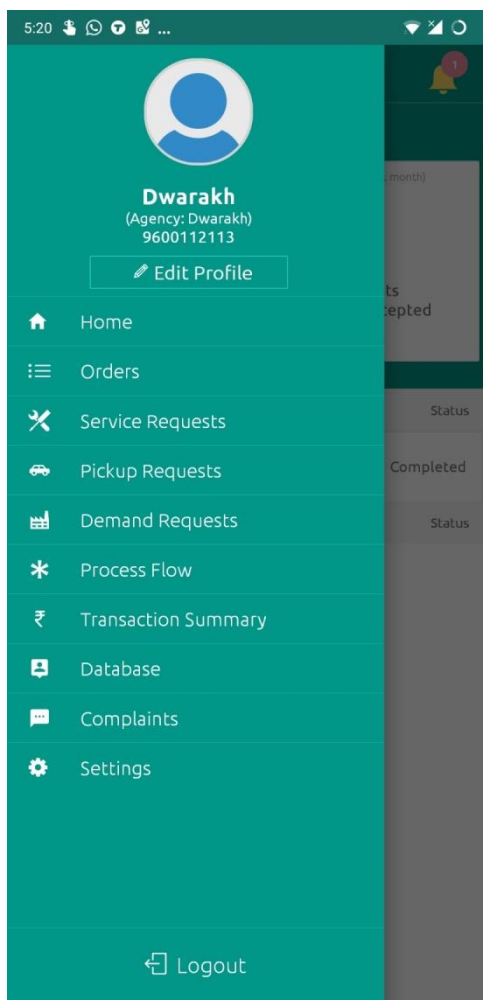 5:20 ...
1
Dwarakh
(Agency: Dwarakh)
9600112113
Edit Profile
month)
ts
cepted
Home
Orders
Status
Service Requests
Pickup Requests
Completed
Demand Requests
Status
Process Flow
₹ Transaction Summary
Database
Complaints
Settings
Logout